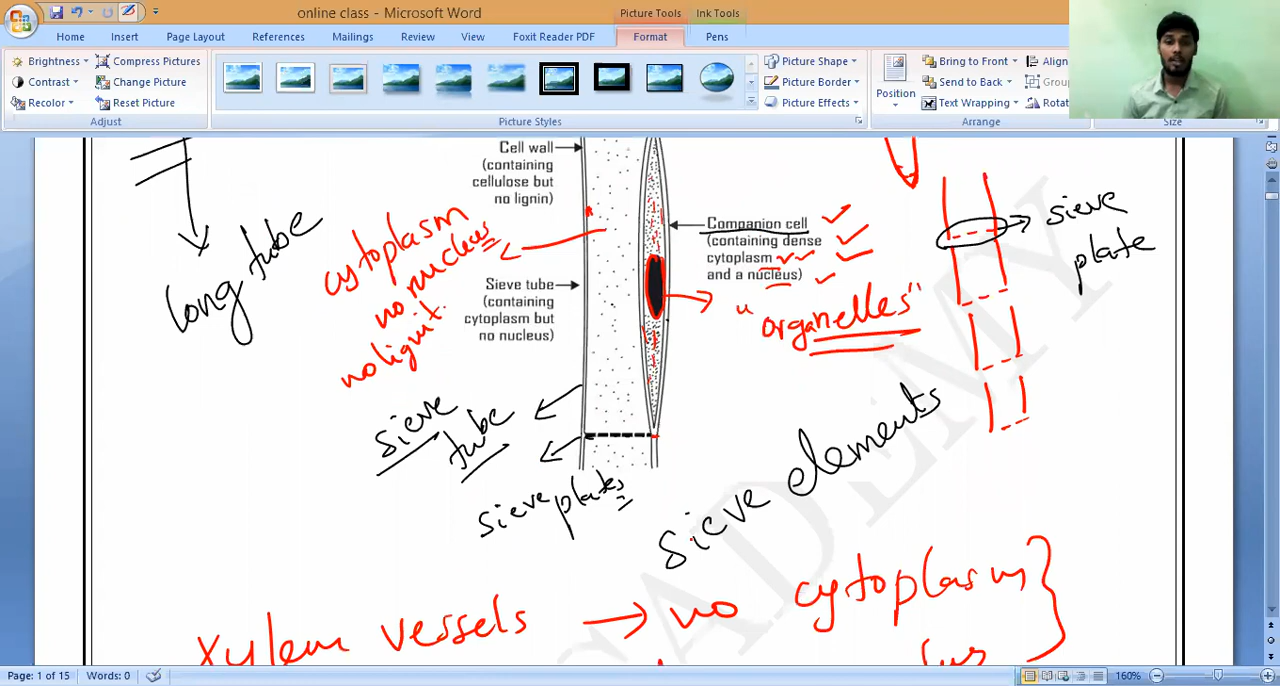 online class - Microsoft Word
Picture Tools
Ink Tools
Home
Insert
Page Layout
References
Mailings
Review
View
Foxit Reader PDF
Format
Pens
Brightness
Compress Pictures
Contrast
Change Picture
Recolor
Reset Picture
Adjust
Picture Styles
Picture Shape
Picture Border
Picture Effects
Position
Bring to Front
Send to Back
Text Wrapping
Align
Group
Rota
Arrange
Size
Cell wall
(containing
cellulose but
no lignin)
Companion cell
(containing dense
cytoplasm
and a nucleus)
Sieve tube
(containing
cytoplasm but
no nucleus)
long tube
cytoplasm
no nucleus
no lignit.
"organelles"
sieve
plate
sieve
tube
sieve plates
sieve elements
Xylem vessels → no cytoplasm
ADEMY
Page: 1 of 15
Words: 0
160%